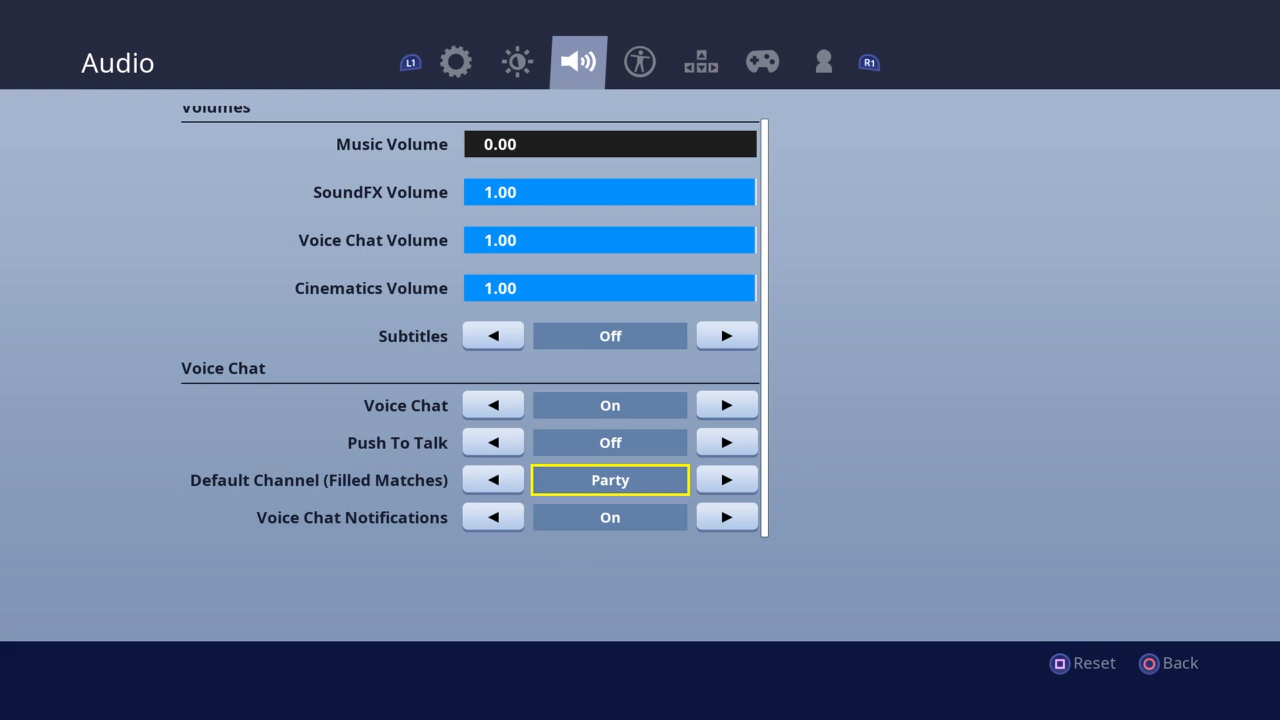 Audio
L1
R1
Volumes
Music Volume 0.00
SoundFX Volume 1.00
Voice Chat Volume 1.00
Cinematics Volume 1.00
Subtitles Off
Voice Chat
Voice Chat On
Push To Talk Off
Default Channel (Filled Matches) Party
Voice Chat Notifications On
Reset Back